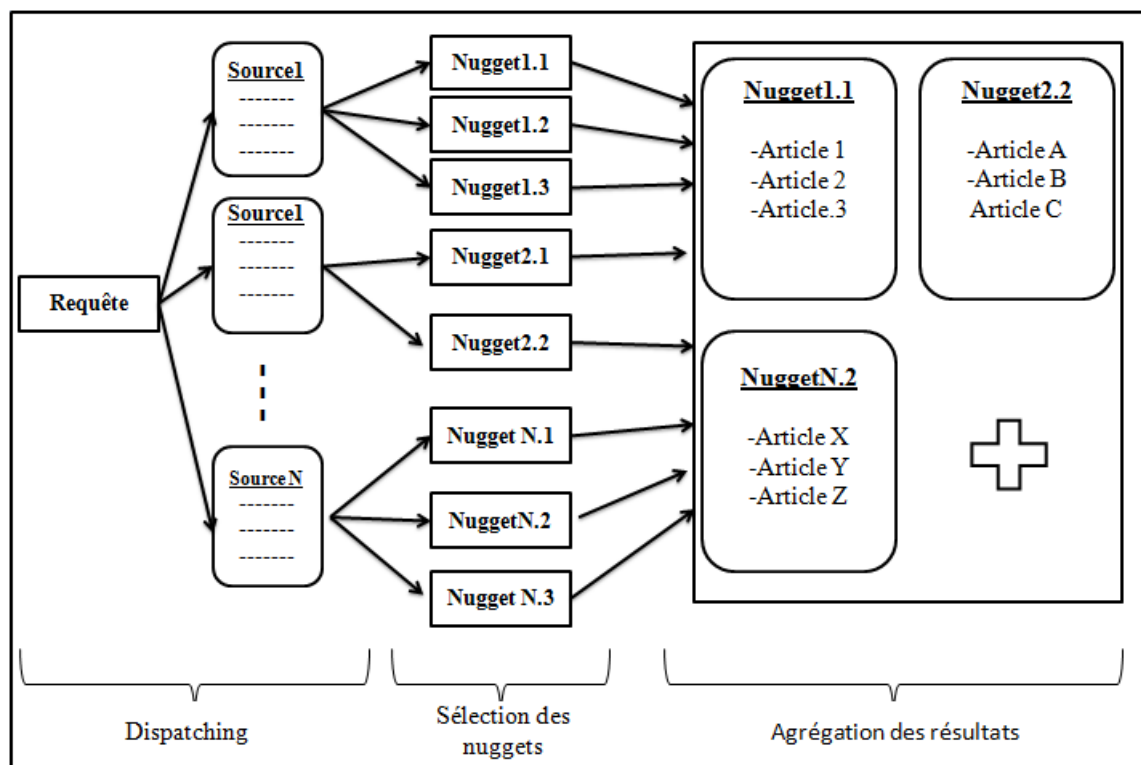 Requête
Source1
-------
-------
-------
Source1
-------
-------
-------
Source N
-------
-------
-------
Nugget1.1
Nugget1.2
Nugget1.3
Nugget2.1
Nugget2.2
Nugget N.1
NuggetN.2
Nugget N.3
Nugget1.1
-Article 1
-Article 2
-Article.3
Nugget2.2
-Article A
-Article B
Article C
NuggetN.2
-Article X
-Article Y
-Article Z
Dispatching
Sélection des
nuggets
Agrégation des résultats